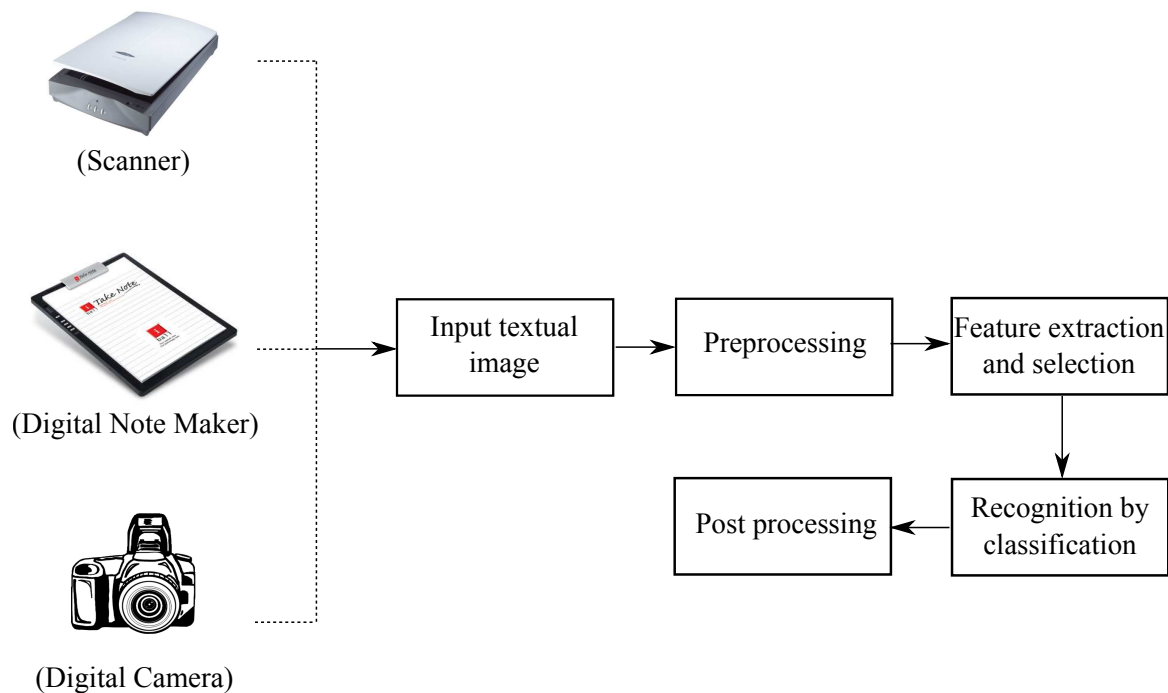 (Scanner)
Take Note
(Digital Note Maker)
(Digital Camera)
Input textual
image
Preprocessing
Feature extraction
and selection
Recognition by
classification
Post processing